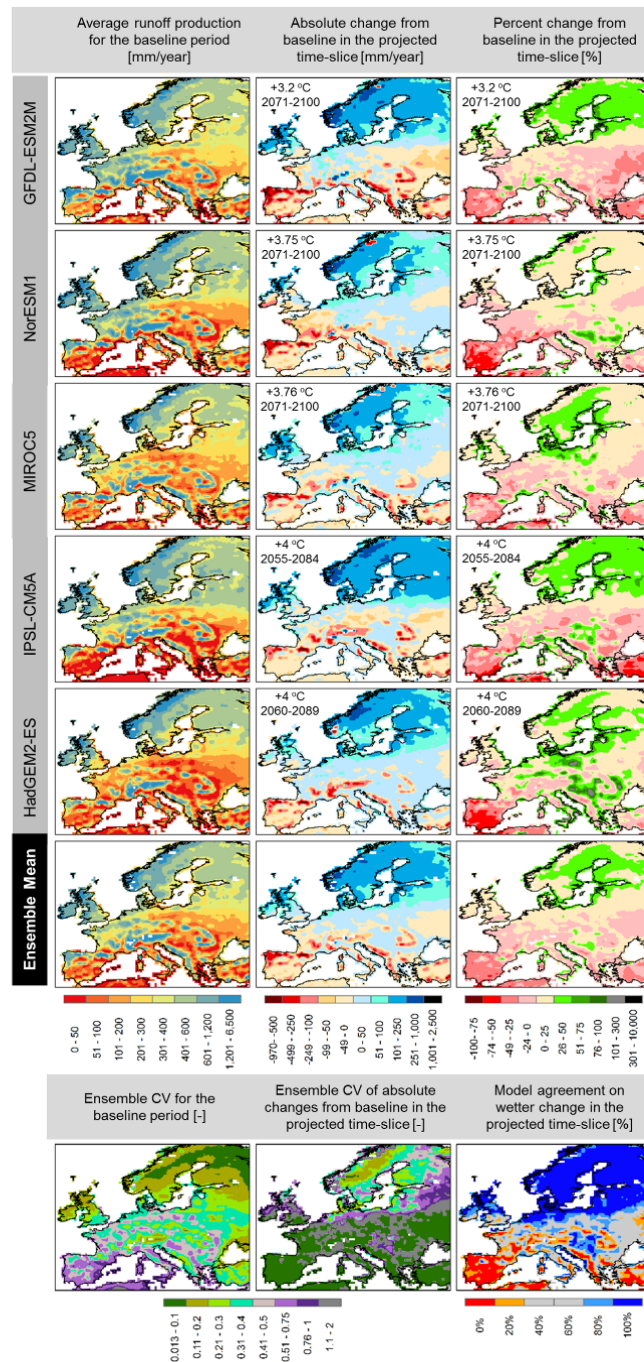 Average runoff production
for the baseline period
[mm/year]
Absolute change from
baseline in the projected
time-slice [mm/year]
Percent change from
baseline in the projected
time-slice [%]
GFDL-ESM2M
+3.2 °C
2071-2100
+3.2 °C
2071-2100
NorESM1
+3.75 °C
2071-2100
+3.75 °C
2071-2100
MIROC5
+3.76 °C
2071-2100
+3.76 °C
2071-2100
IPSL-CM5A
+4 °C
2055-2084
+4 °C
2055-2084
HadGEM2-ES
+4 °C
2060-2089
+4 °C
2060-2089
Ensemble Mean
0 - 50
51 - 100
101 - 200
201 - 300
301 - 400
401 - 600
601 - 1,200
1,201 - 6,500
-970 --500
-499 --250
-249 --100
-99 --50
-49 -0
0 - 50
51 - 100
101 - 250
251 - 1,000
1,001 - 2,500
-100 --75
-74 --50
-49 --25
-24 -0
0 - 25
26 - 50
51 - 75
76 - 100
101 - 300
301 - 10,000
Ensemble CV for the
baseline period [-]
Ensemble CV of absolute
changes from baseline in the
projected time-slice [-]
Model agreement on
wetter change in the
projected time-slice [%]
0.013 - 0.1
0.11 - 0.2
0.21 - 0.3
0.31 - 0.4
0.41 - 0.5
0.51 - 0.75
0.76 - 1
1.1 - 2
0%
20%
40%
60%
80%
100%